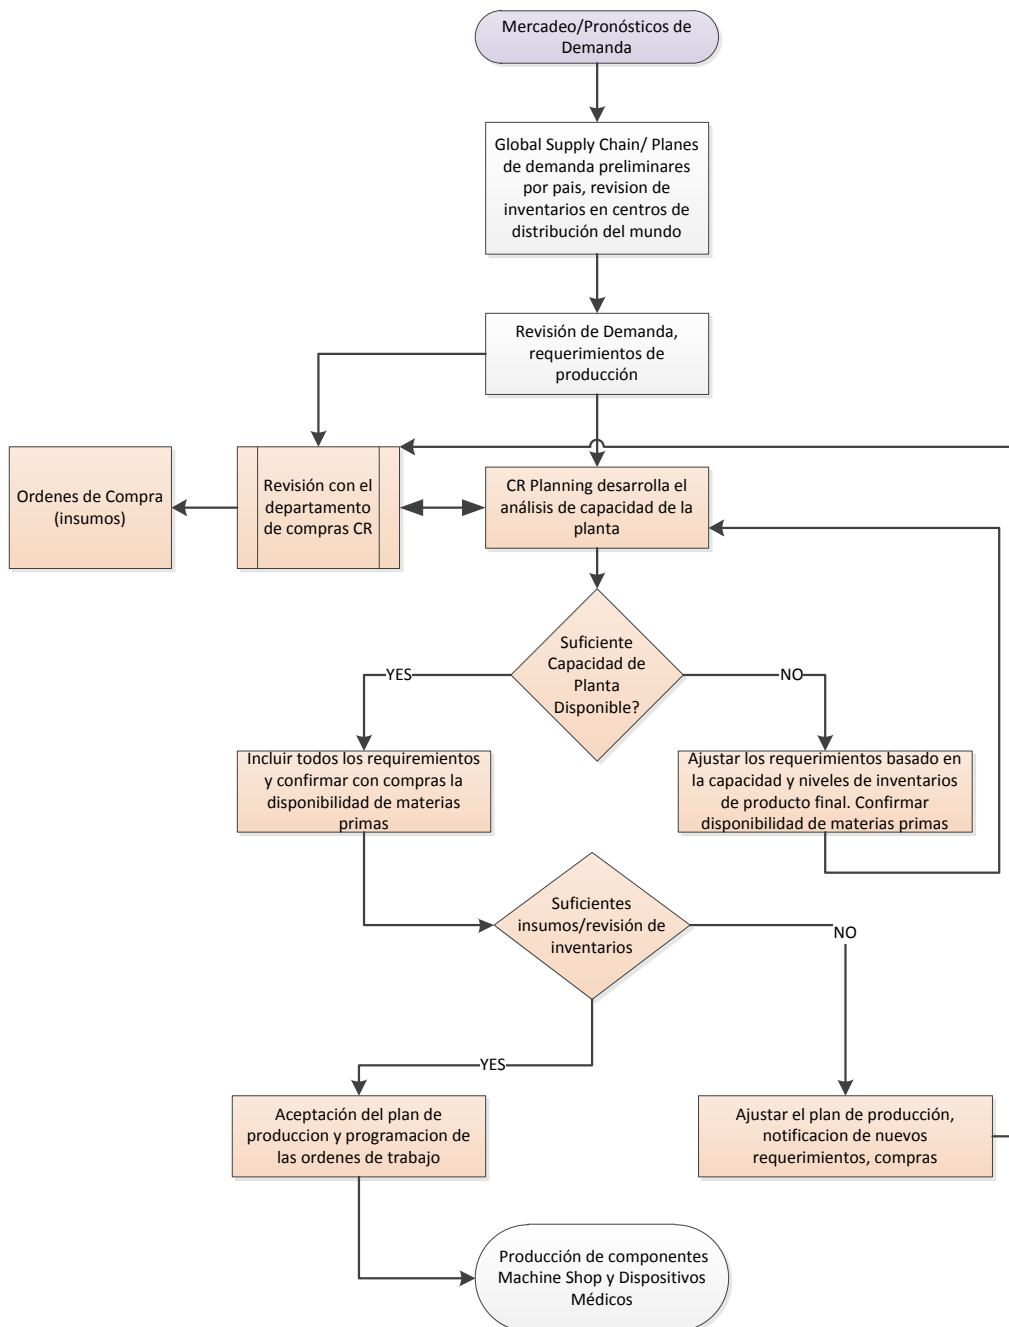 Mercadeo/Pronósticos de
Demanda
Global Supply Chain/ Planes
de demanda preliminares
por pais, revision de
inventarios en centros de
distribución del mundo
Revisión de Demanda,
requerimientos de
producción
Ordenes de Compra
(insumos)
Revisión con el
departamento
de compras CR
CR Planning desarrolla el
análisis de capacidad de la
planta
Suficiente
Capacidad de
Planta
Disponible?
YES
NO
Incluir todos los requiremientos
y confirmar con compras la
disponibilidad de materias
primas
Ajustar los requerimientos basado en
la capacidad y niveles de inventarios
de producto final. Confirmar
disponibilidad de materias primas
Suficientes
insumos/revisión de
inventarios
NO
YES
Aceptación del plan de
produccion y programacion de
las ordenes de trabajo
Ajustar el plan de producción,
notificacion de nuevos
requerimientos, compras
Producción de componentes
Machine Shop y Dispositivos
Médicos